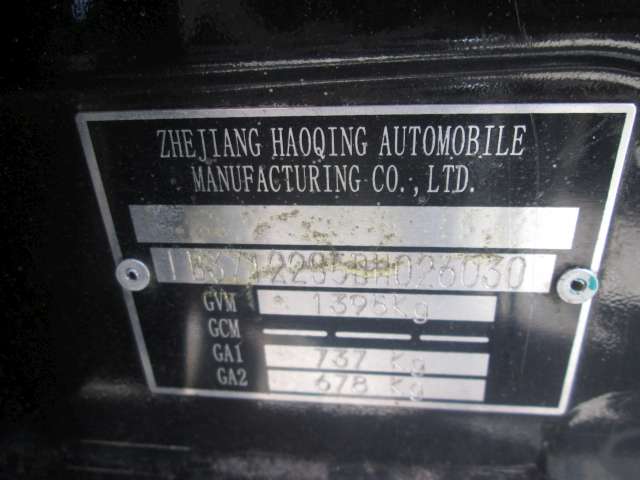 ZHEJIANG HAOQING AUTOMOBILE
MANUFACTURING CO., LTD.
GVM 1395Kg
GCM
GA1 737 Kg
GA2 678 Kg